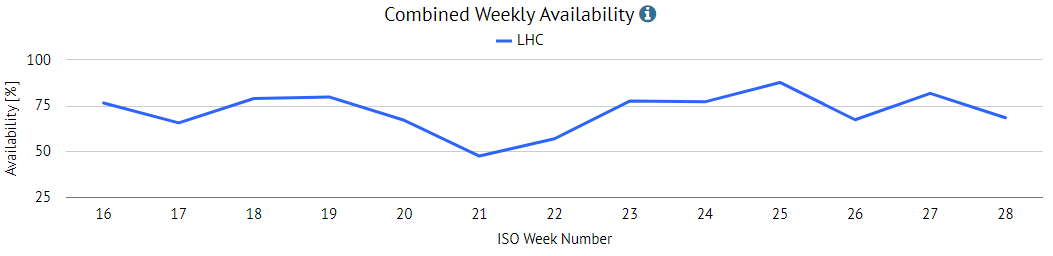 Combined Weekly Availability
LHC
Availability [%]
100
75
50
25
16 17 18 19 20 21 22 23 24 25 26 27 28
ISO Week Number